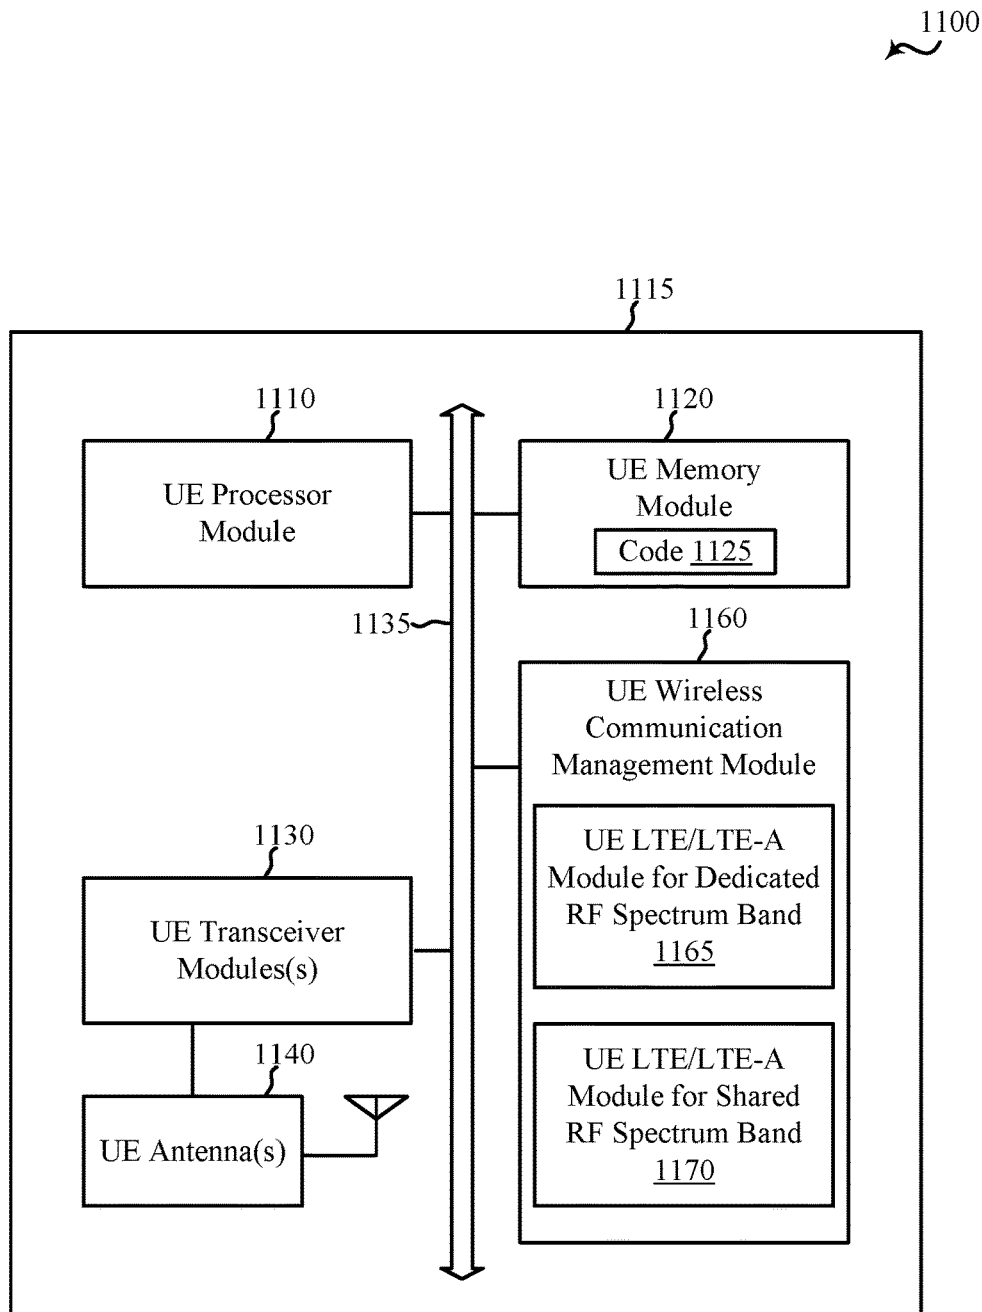 1100
1115
1110
UE Processor
Module
1120
UE Memory
Module
Code 1125
1135
1160
UE Wireless
Communication
Management Module
UE LTE/LTE-A
Module for Dedicated
RF Spectrum Band
1165
UE LTE/LTE-A
Module for Shared
RF Spectrum Band
1170
1130
UE Transceiver
Modules(s)
1140
UE Antenna(s)